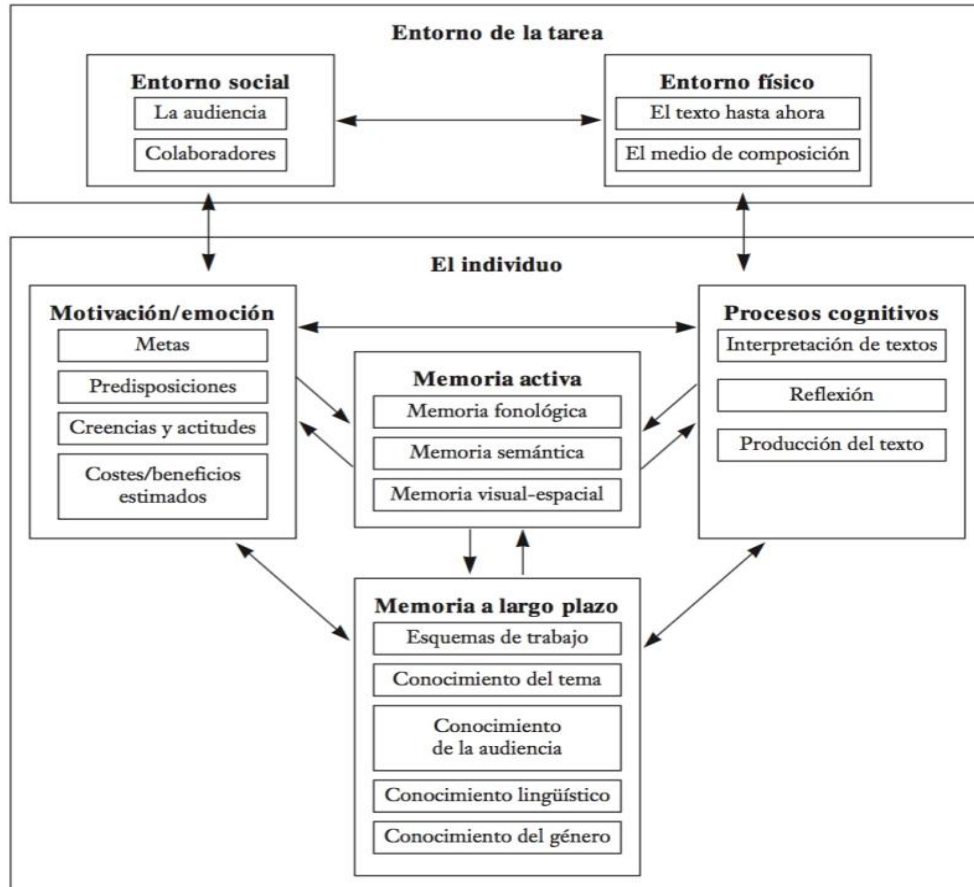 Entorno de la tarea
Entorno social
La audiencia
Colaboradores
Entorno físico
El texto hasta ahora
El medio de composición
El individuo
Motivación/emoción
Metas
Predisposiciones
Creencias y actitudes
Costes/beneficios
estimados
Memoria activa
Memoria fonológica
Memoria semántica
Memoria visual-espacial
Procesos cognitivos
Interpretación de textos
Reflexión
Producción del texto
Memoria a largo plazo
Esquemas de trabajo
Conocimiento del tema
Conocimiento
de la audiencia
Conocimiento lingüístico
Conocimiento del género